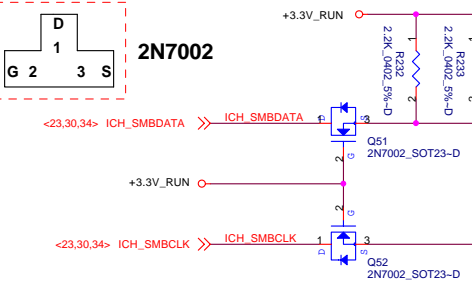 D
1
G 2 3 S
2N7002
+3.3V_RUN
1
2
R232
2.2K_0402_5%~D
1
2
R233
2.2K_0402_5%~D
<23,30,34> ICH_SMBDATA
ICH_SMBDATA
1
D
S
3
2
G
Q51
2N7002_SOT23~D
+3.3V_RUN
2
G
<23,30,34> ICH_SMBCLK
ICH_SMBCLK
1
D
S
3
Q52
2N7002_SOT23~D